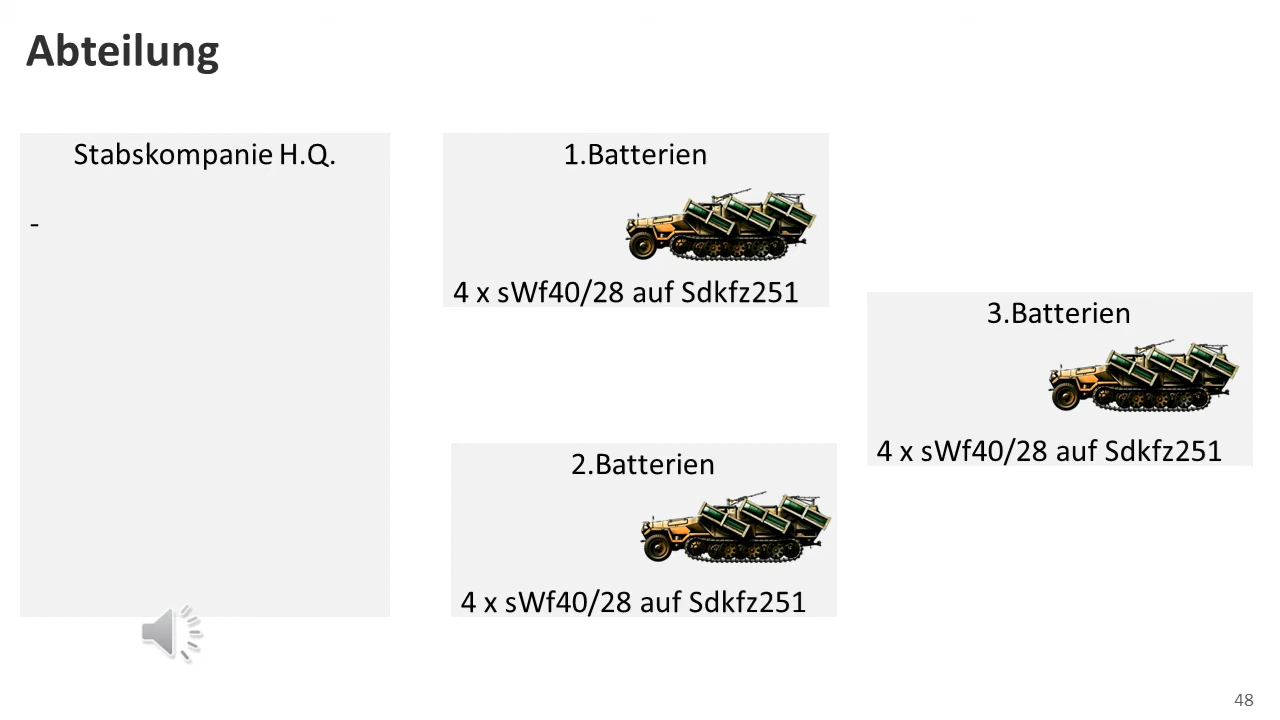 Abteilung
Stabskompanie H.Q.
-
1.Batterien
4 x sWf40/28 auf Sdkfz251
2.Batterien
4 x sWf40/28 auf Sdkfz251
3.Batterien
4 x sWf40/28 auf Sdkfz251
48